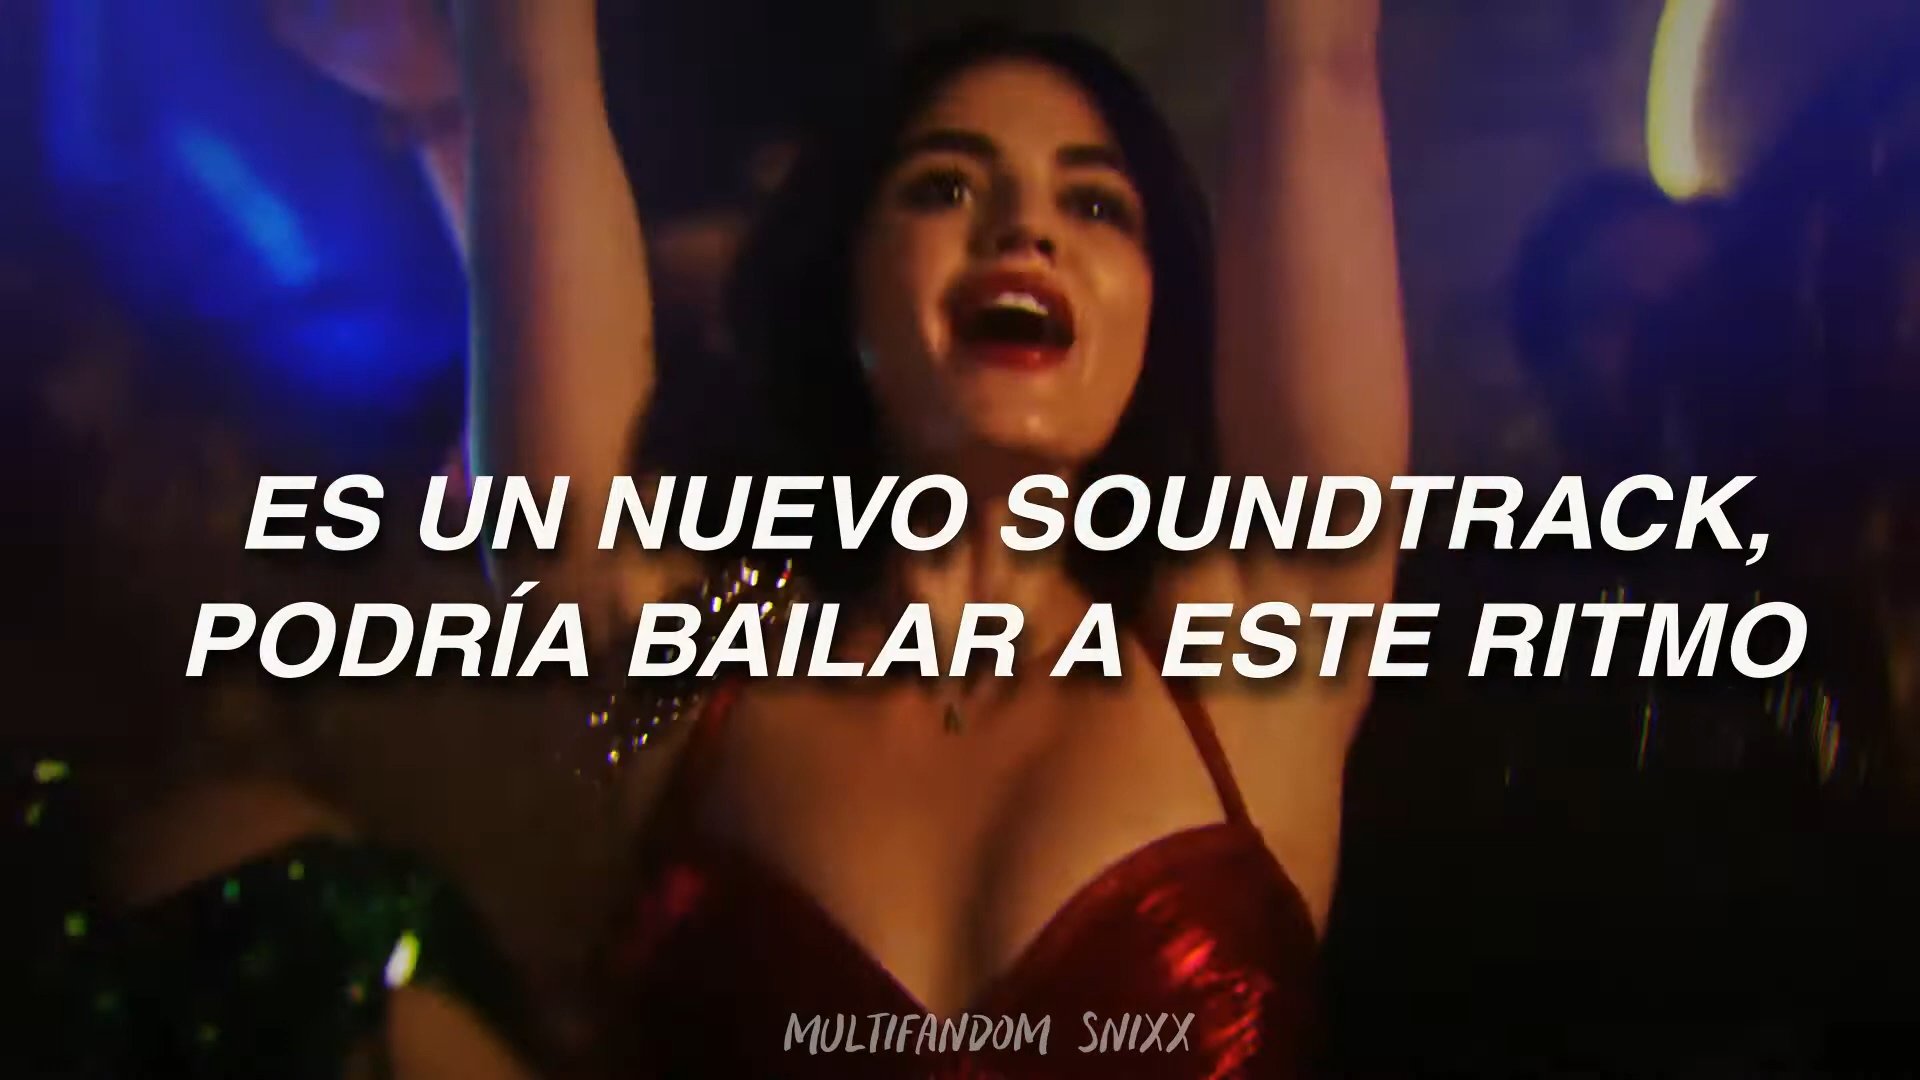 ES UN NUEVO SOUNDTRACK,
PODRÍA BAILAR A ESTE RITMO
MULTIFANDOM SNIXX